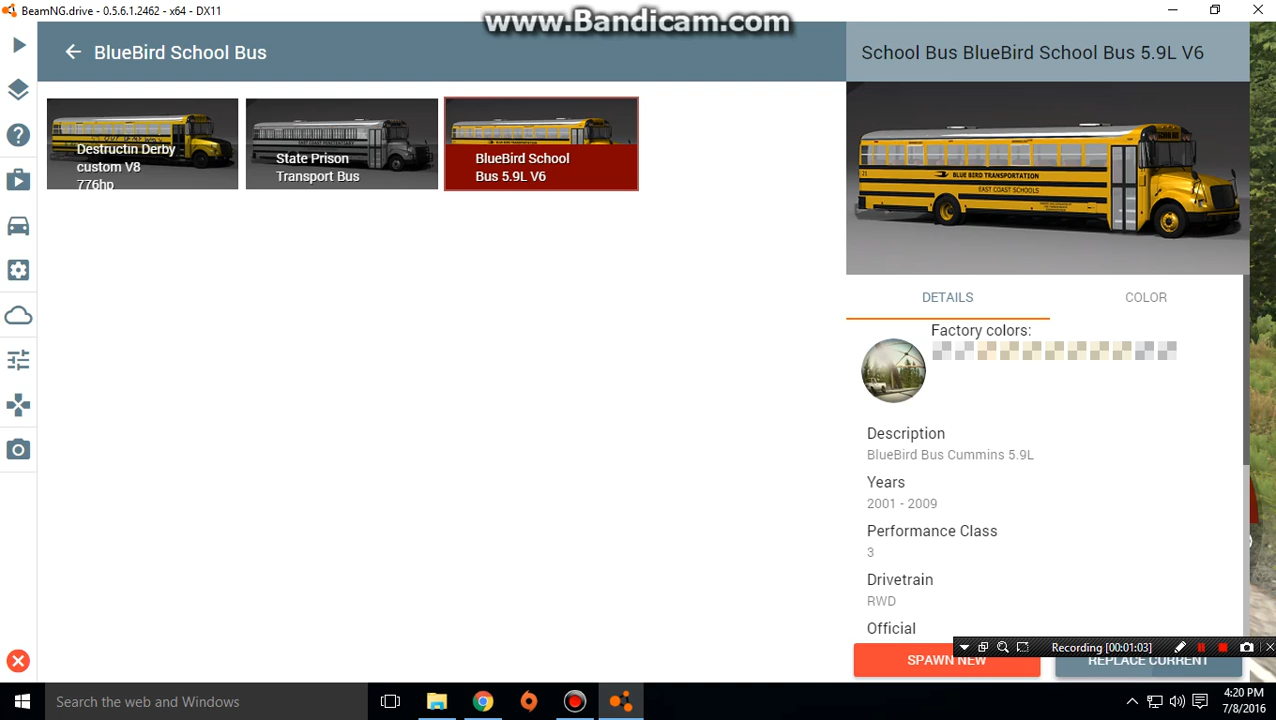 BeamNG.drive - 0.5.6.1.2462 - x64 - DX11
www.Bandicam.com
BlueBird School Bus
School Bus BlueBird School Bus 5.9L V6
Destructin Derby
custom V8
776hp
State Prison
Transport Bus
BlueBird School
Bus 5.9L V6
BLUE BIRD TRANSPORTATION
EAST COAST SCHOOLS
DETAILS
COLOR
Factory colors:
Description
BlueBird Bus Cummins 5.9L
Years
2001 - 2009
Performance Class
3
Drivetrain
RWD
Official
Recording [00:01:03]
SPAWN NEW
REPLACE CURRENT
Search the web and Windows
4:20 PM
7/8/2016